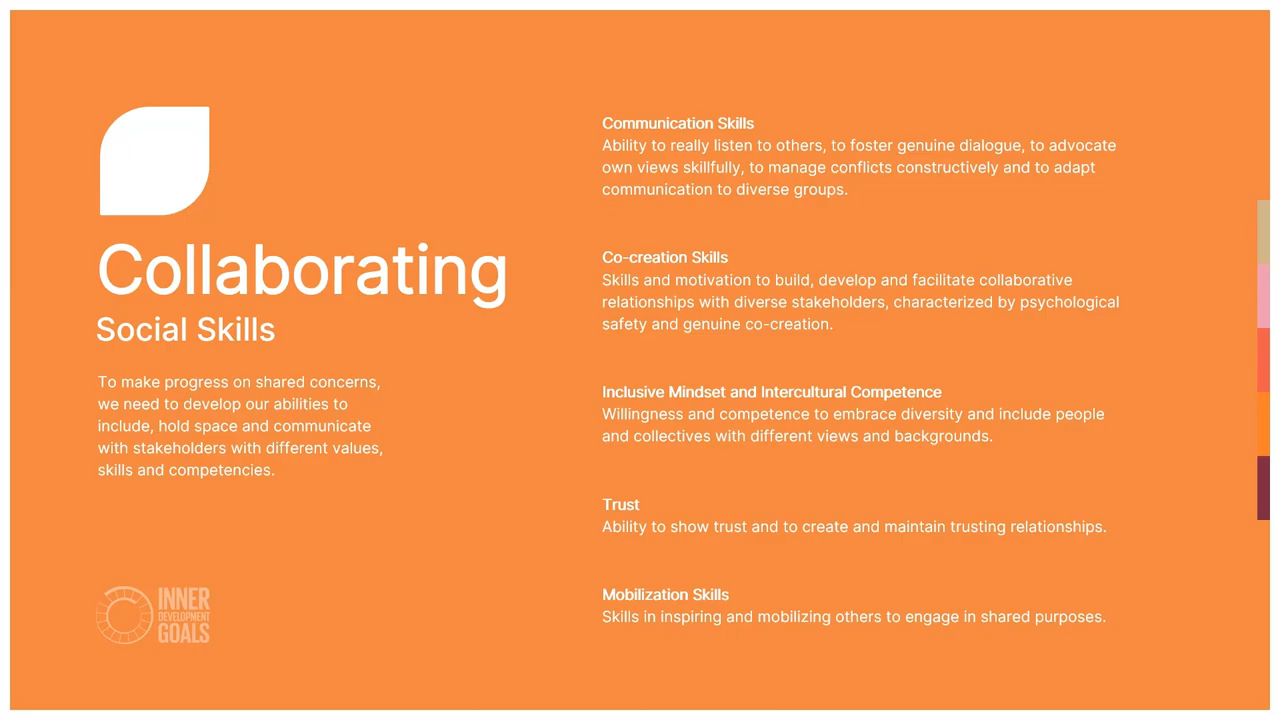 Collaborating
Social Skills
To make progress on shared concerns,
we need to develop our abilities to
include, hold space and communicate
with stakeholders with different values,
skills and competencies.
INNER
DEVELOPMENT
GOALS
Communication Skills
Ability to really listen to others, to foster genuine dialogue, to advocate
own views skillfully, to manage conflicts constructively and to adapt
communication to diverse groups.
Co-creation Skills
Skills and motivation to build, develop and facilitate collaborative
relationships with diverse stakeholders, characterized by psychological
safety and genuine co-creation.
Inclusive Mindset and Intercultural Competence
Willingness and competence to embrace diversity and include people
and collectives with different views and backgrounds.
Trust
Ability to show trust and to create and maintain trusting relationships.
Mobilization Skills
Skills in inspiring and mobilizing others to engage in shared purposes.